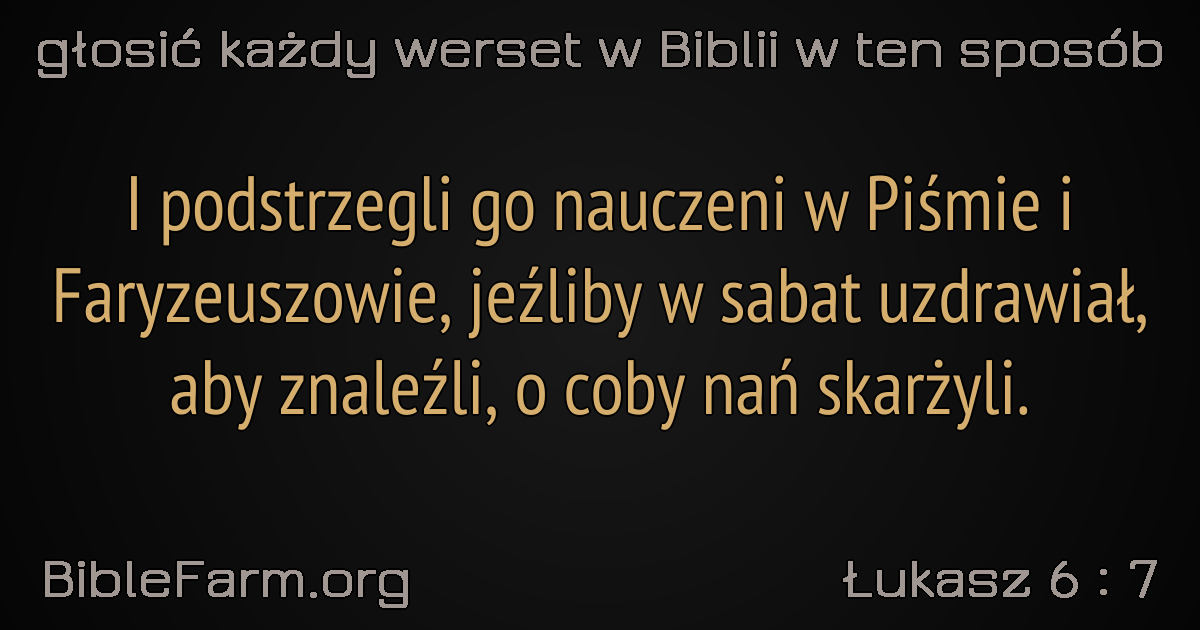 głosić każdy werset w Biblii w ten sposób
I podstrzegli go nauczeni w Piśmie i
Faryzeuszowie, jeźliby w sabat uzdrawiał,
aby znaleźli, o coby nań skarżyli.
BibleFarm.org
Łukasz 6 : 7